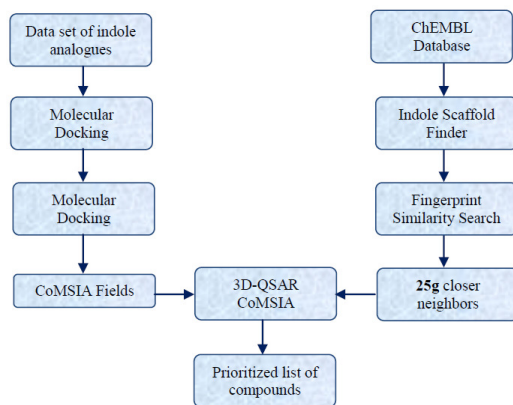 Data set of indole
analogues
Molecular
Docking
Molecular
Docking
CoMSIA Fields
ChEMBL
Database
Indole Scaffold
Finder
Fingerprint
Similarity Search
25g closer
neighbors
3D-QSAR
CoMSIA
Prioritized list of
compounds